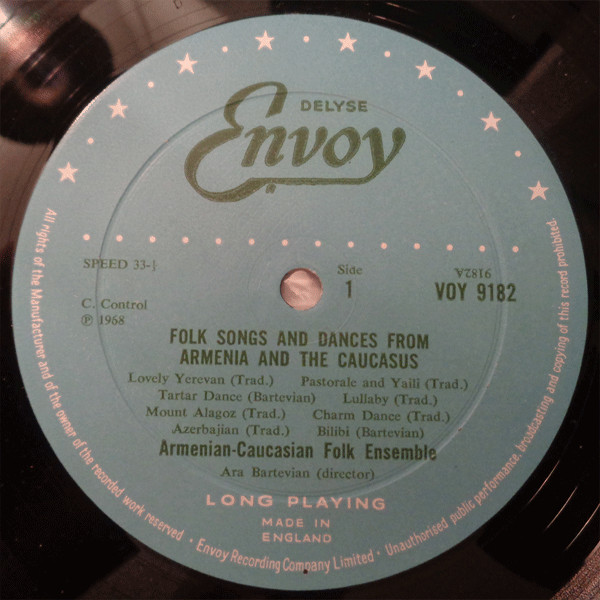 DELYSE
Envoy
SPEED 33-⅓
Side
1
V2816
VOY 9182
C. Control
℗ 1968
FOLK SONGS AND DANCES FROM
ARMENIA AND THE CAUCASUS
Lovely Yerevan (Trad.) Pastorale and Yaili (Trad.)
Tartar Dance (Bartevian) Lullaby (Trad.)
Mount Alagoz (Trad.) Charm Dance (Trad.)
Azerbajian (Trad.) Bilibi (Bartevian)
Armenian-Caucasian Folk Ensemble
Ara Bartevian (director)
LONG PLAYING
MADE IN
ENGLAND
All rights of the Manufacturer and of the owner of the recorded work reserved · Envoy Recording Company Limited · Unauthorised public performance, broadcasting and copying of this record prohibited.